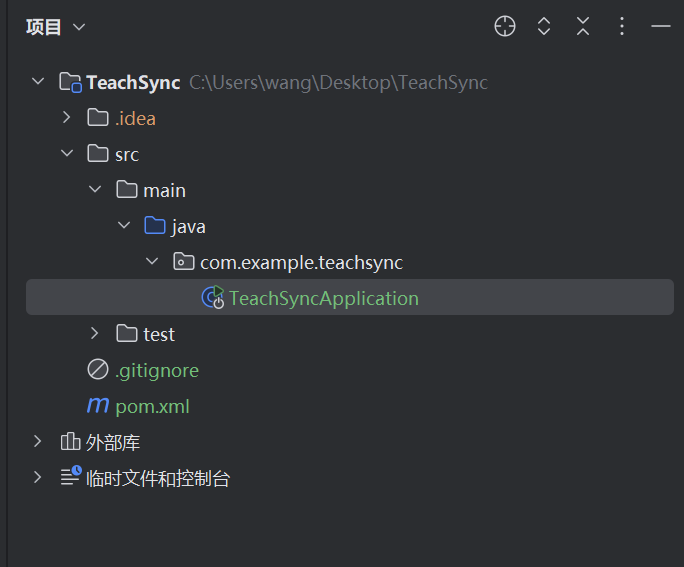 项目
TeachSync C:\Users\wang\Desktop\TeachSync
.idea
src
main
java
com.example.teachsync
TeachSyncApplication
test
.gitignore
pom.xml
外部库
临时文件和控制台